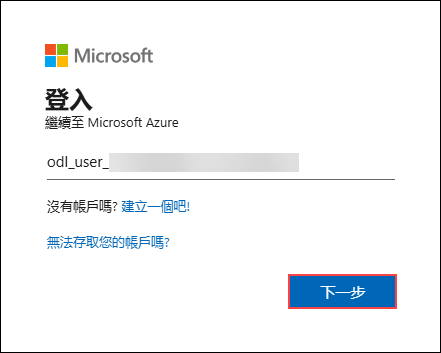 Microsoft
登入
繼續至 Microsoft Azure
odl_user_
沒有帳戶嗎? 建立一個吧!
無法存取您的帳戶嗎?
下一步